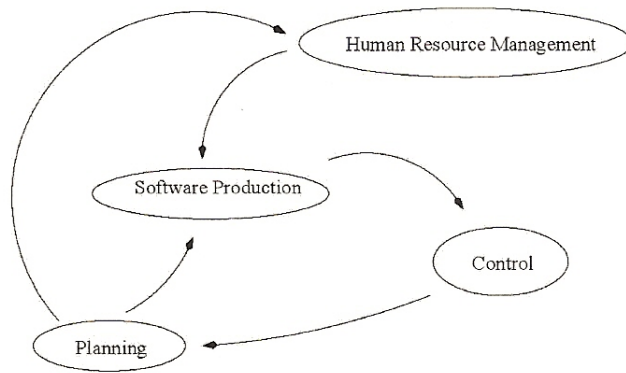 Human Resource Management
Software Production
Control
Planning